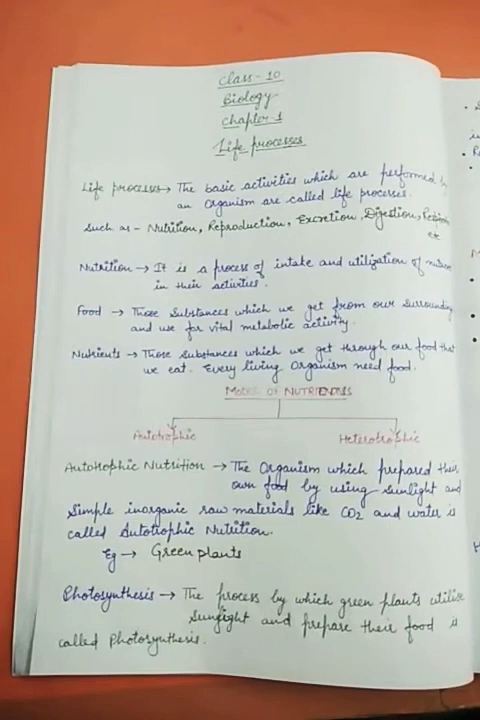 Class - 10
Biology
Chapter-1
Life processes
Life processes → The basic activities which are performed by
an Organism are called life processes.
Such as - Nutrition, Reproduction, Excretion, Digestion,
etc
Nutrition → It is a process of intake and utilization of
in their activities.
Food → Those Substances which we get from our surrounding
and use for vital metabolic activity.
Nutrients → Those Substances which we get through our food that
we eat. Every living Organism need food.
Modes of
Autotrophic
Heterotrophic
Autotrophic Nutrition → The Organism which prepared their
own food by using Sunlight and
Simple inorganic raw materials like CO2 and water is
called Autotrophic Nutrition.
Eg → Green plants
Photosynthesis → The process by which green plants utilise
Sunlight and prepare their food is
called Photosynthesis.